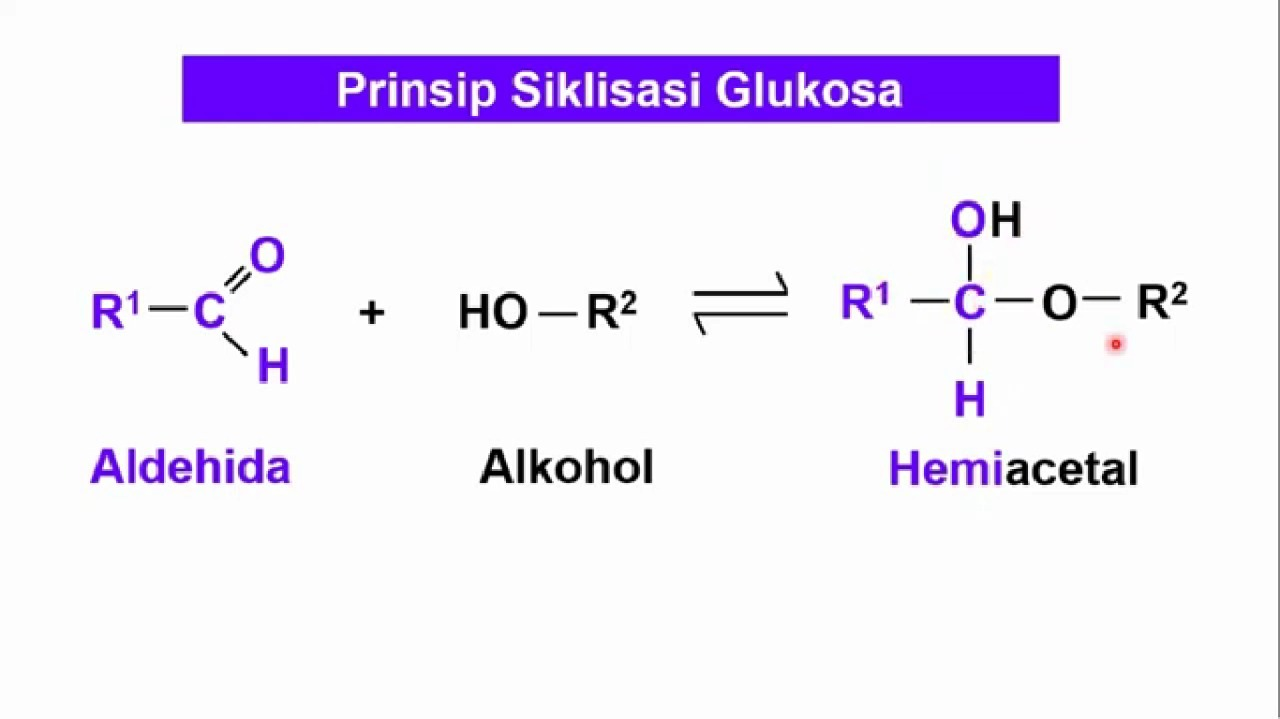 Prinsip Siklisasi Glukosa
R¹—C
O
H
+
HO—R²
OH
R¹—C—O—R²
H
Aldehida
Alkohol
Hemiacetal